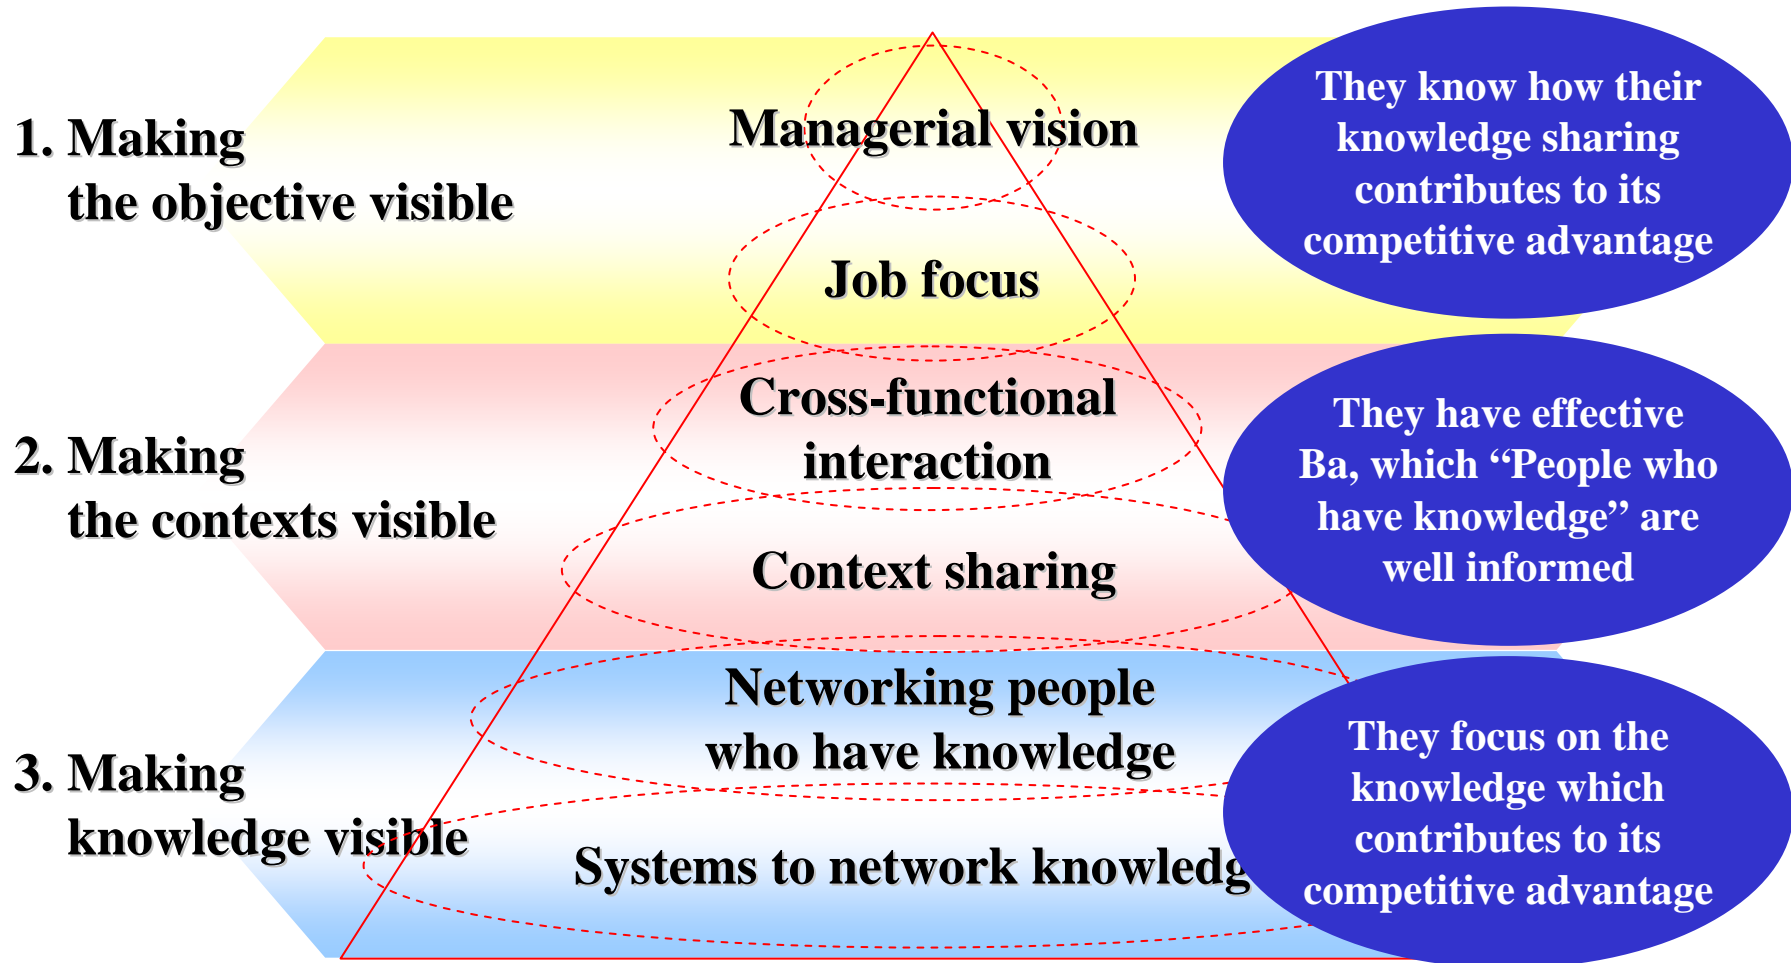 1. Making
the objective visible
Managerial vision
Job focus
They know how their
knowledge sharing
contributes to its
competitive advantage
2. Making
the contexts visible
Cross-functional
interaction
Context sharing
They have effective
Ba, which “People who
have knowledge” are
well informed
3. Making
knowledge visible
Networking people
who have knowledge
Systems to network knowledg
They focus on the
knowledge which
contributes to its
competitive advantage